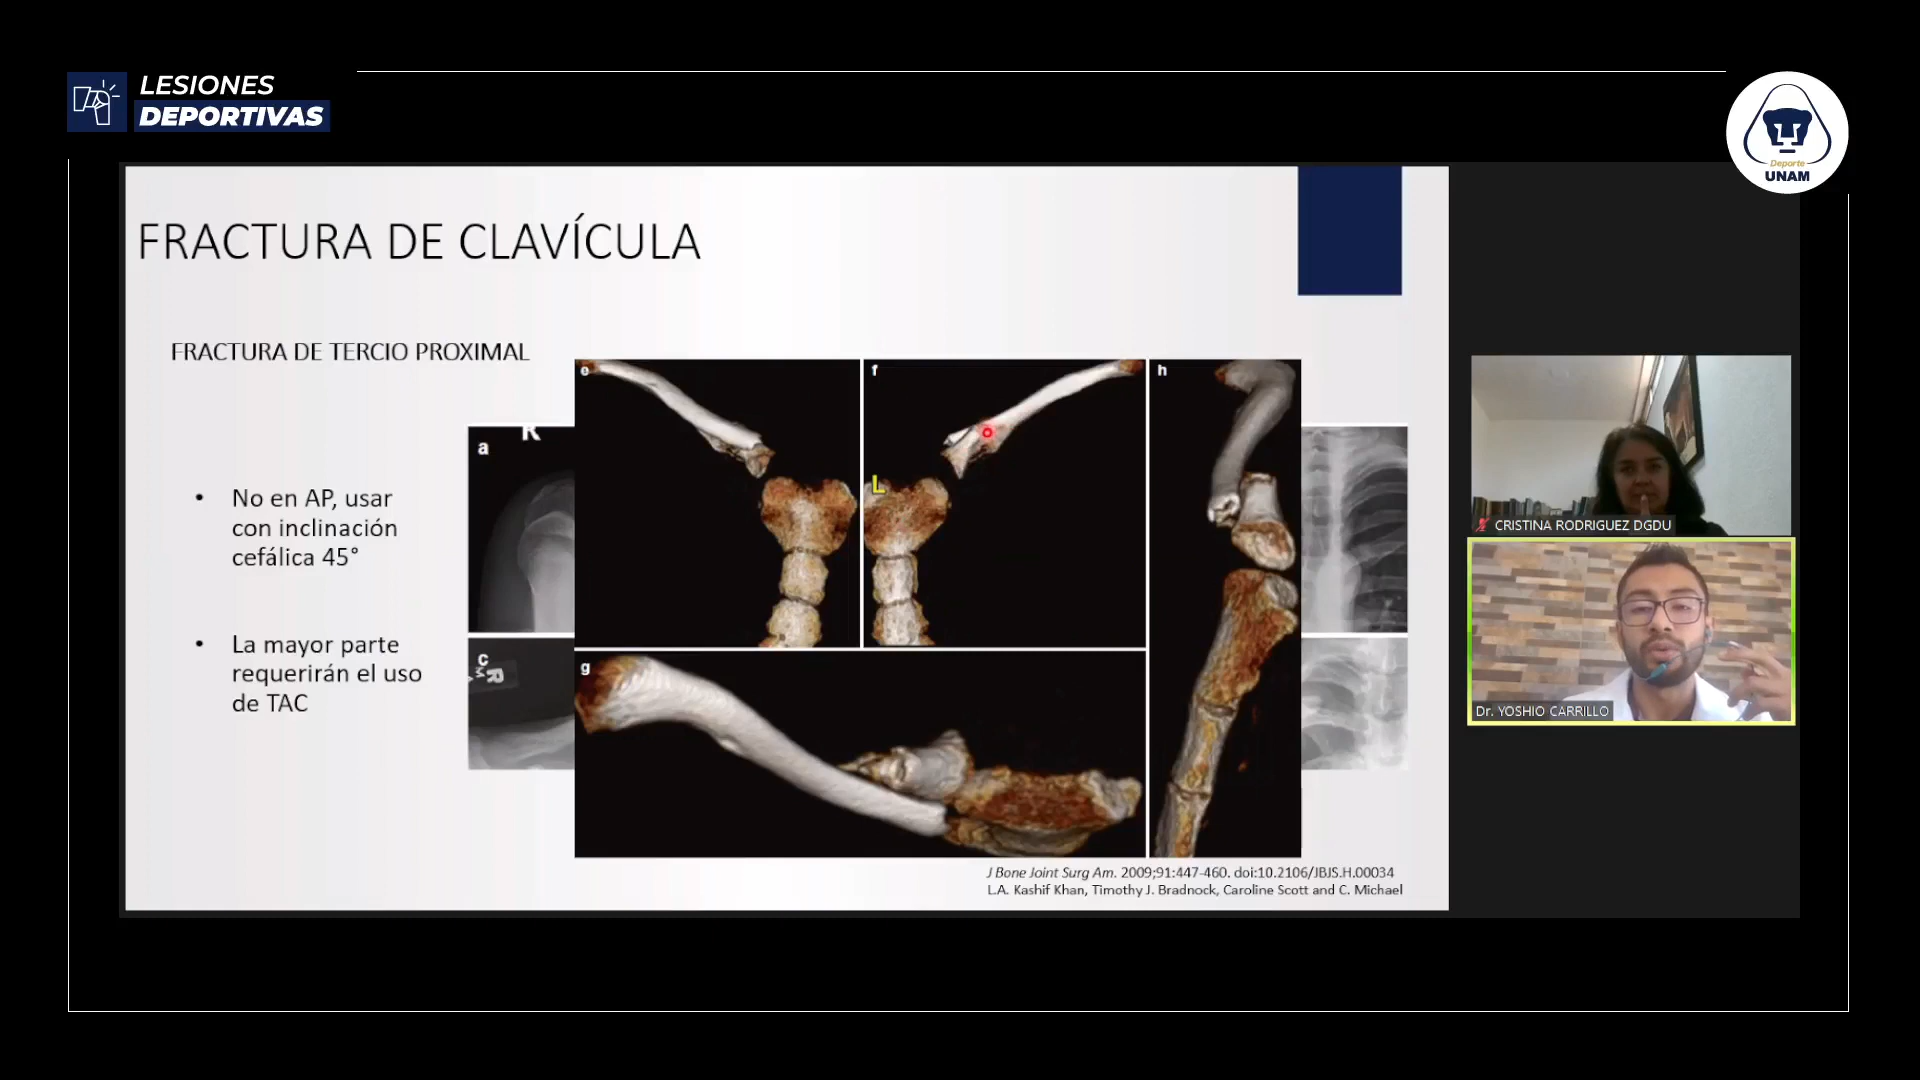 LESIONES
DEPORTIVAS
Deporte
UNAM
FRACTURA DE CLAVÍCULA
FRACTURA DE TERCIO PROXIMAL
• No en AP, usar
con inclinación
cefálica 45°
• La mayor parte
requerirán el uso
de TAC
a
R
c
R
e
f
L
g
h
J Bone Joint Surg Am. 2009;91:447-460. doi:10.2106/JBJS.H.00034
L.A. Kashif Khan, Timothy J. Bradnock, Caroline Scott and C. Michael
CRISTINA RODRIGUEZ DGDU
Dr. YOSHIO CARRILLO